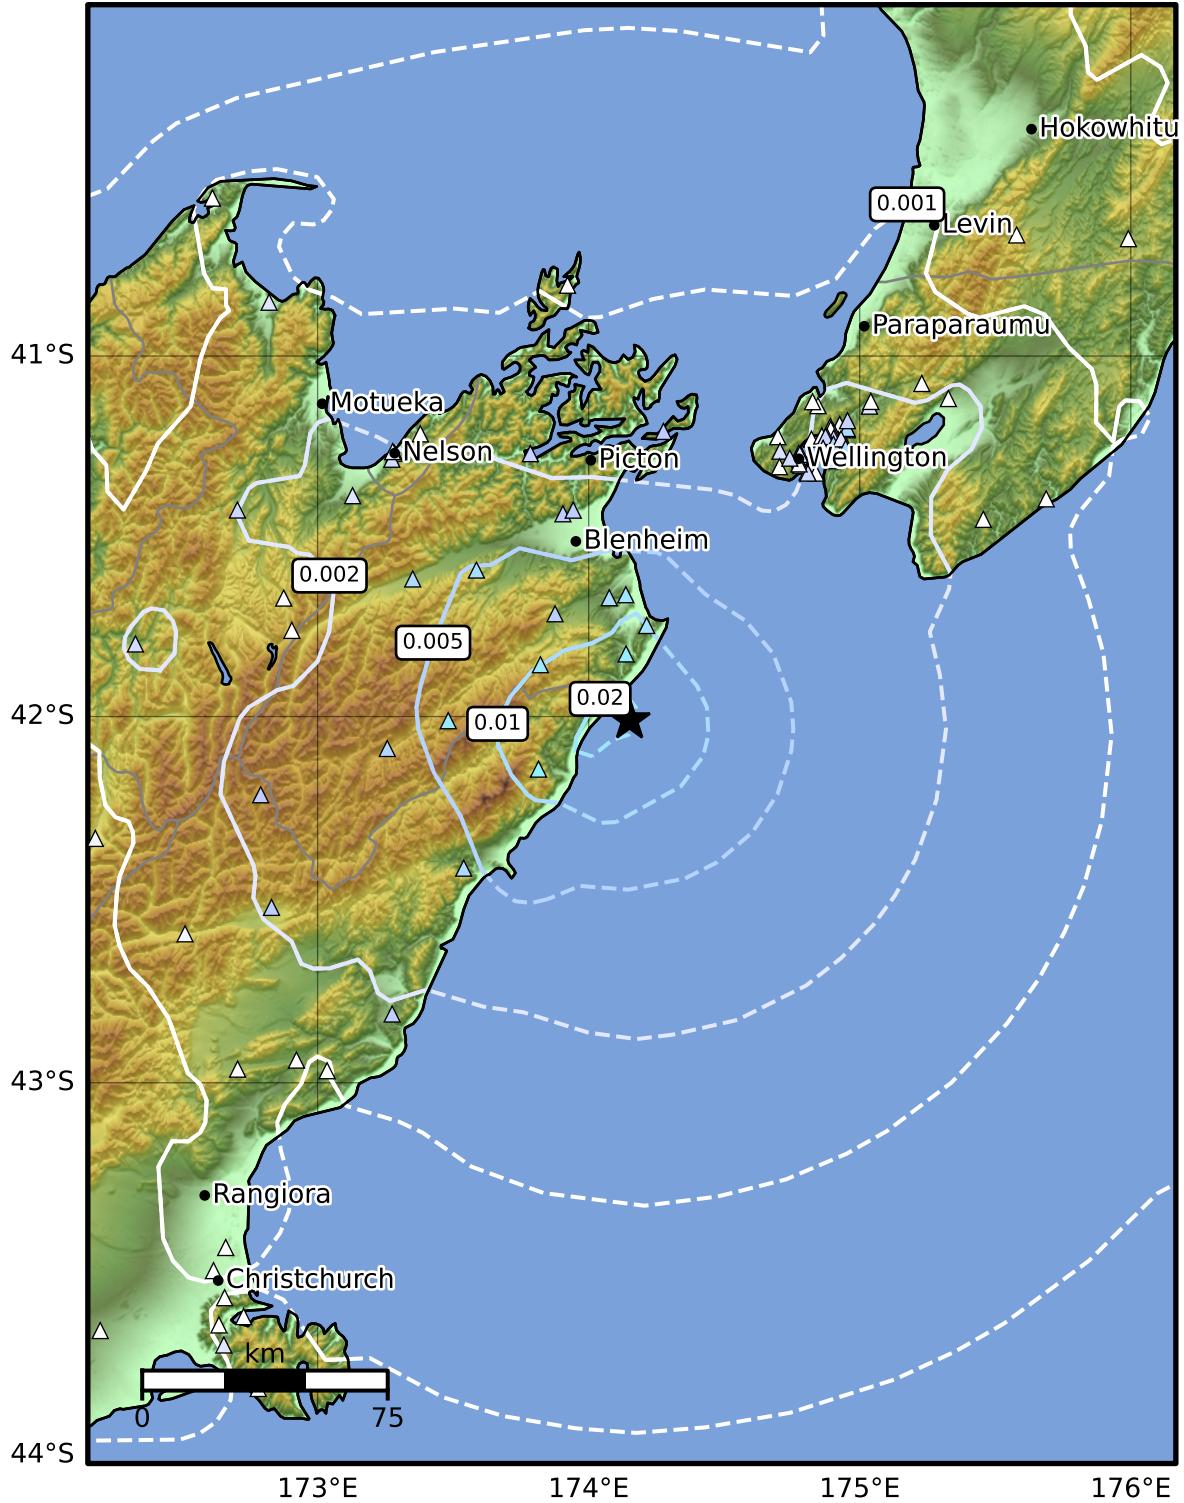 Hokowhitu
0.001
Levin
Paraparaumu
41°S
Motueka
Nelson
Picton
Wellington
Blenheim
0.002
0.005
0.02
0.01
42°S
43°S
Rangiora
Christchurch
km
0
75
44°S
173°E
174°E
175°E
176°E